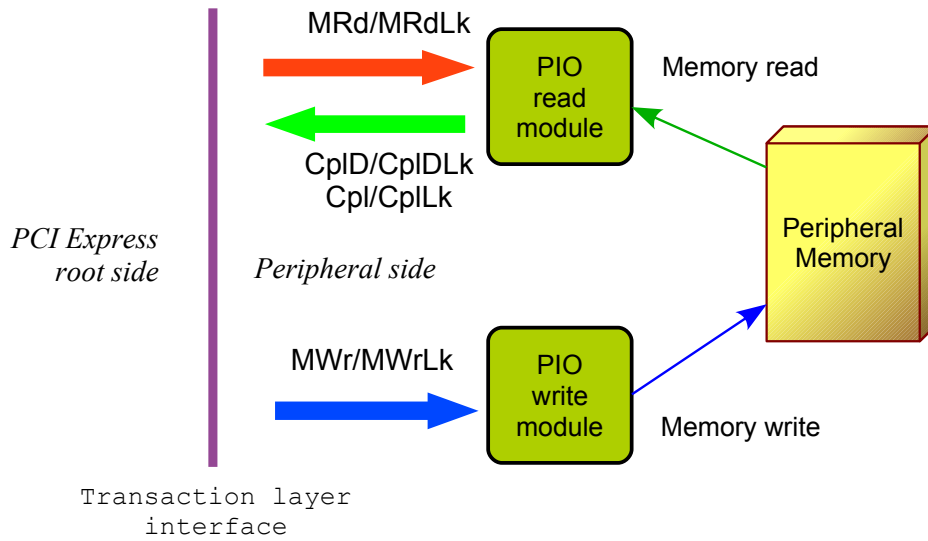 MRd/MRdLk
PIO
read
module
Memory read
CplD/CplDLk
Cpl/CplLk
Peripheral
Memory
PCI Express
root side
Peripheral side
MWr/MWrLk
PIO
write
module
Memory write
Transaction layer
interface